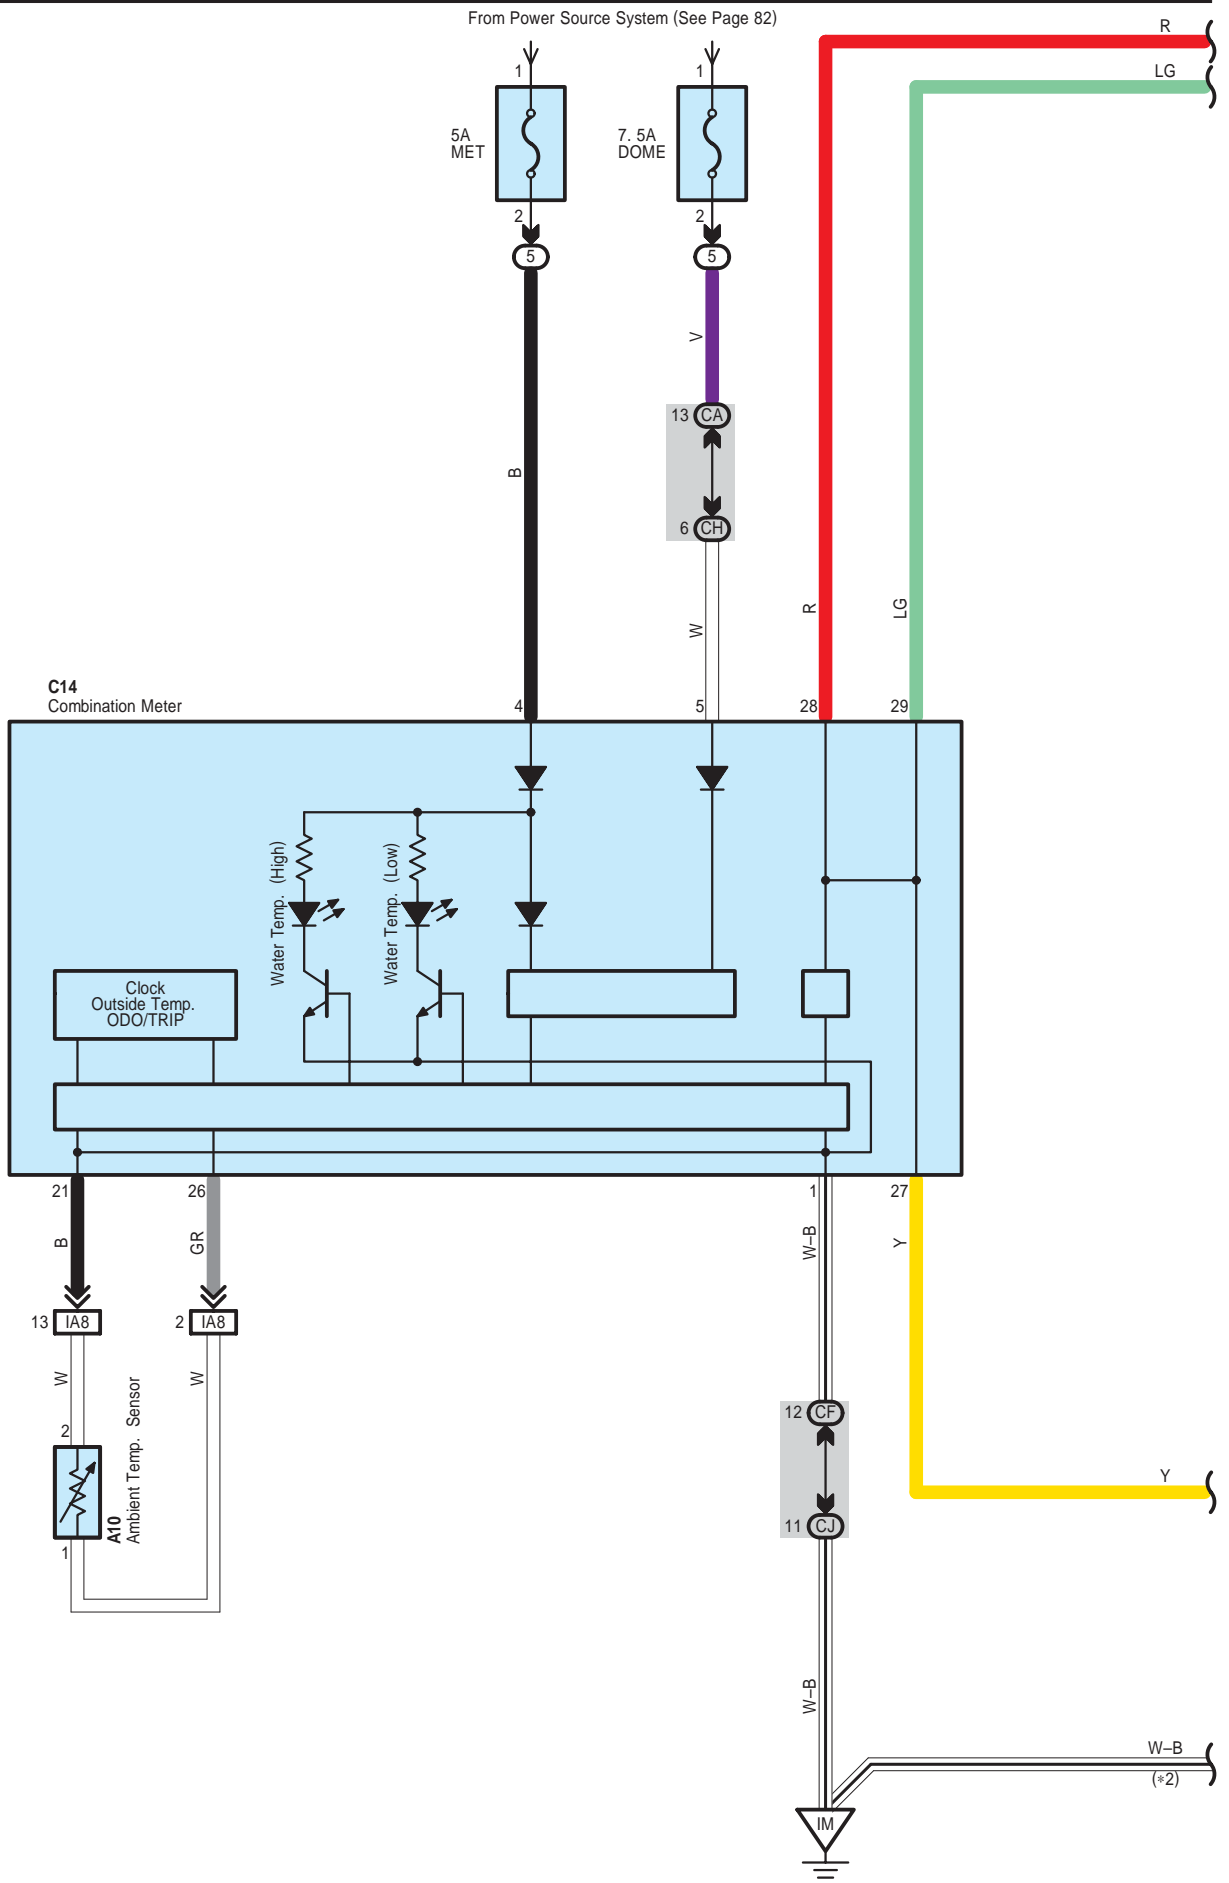 From Power Source System (See Page 82)
R
LG
1
1
5A
MET
7. 5A
DOME
2
2
5
5
V
13 CA
B
6 CH
R
LG
W
C14
Combination Meter
4
5
28
29
Water Temp. (High)
Water Temp. (Low)
Clock
Outside Temp.
ODO/TRIP
21
26
1
27
B
GR
W–B
Y
13 IA8
2 IA8
W
W
2
A10
Ambient Temp. Sensor
1
12 CF
11 CJ
Y
W–B
W–B
(*2)
IM